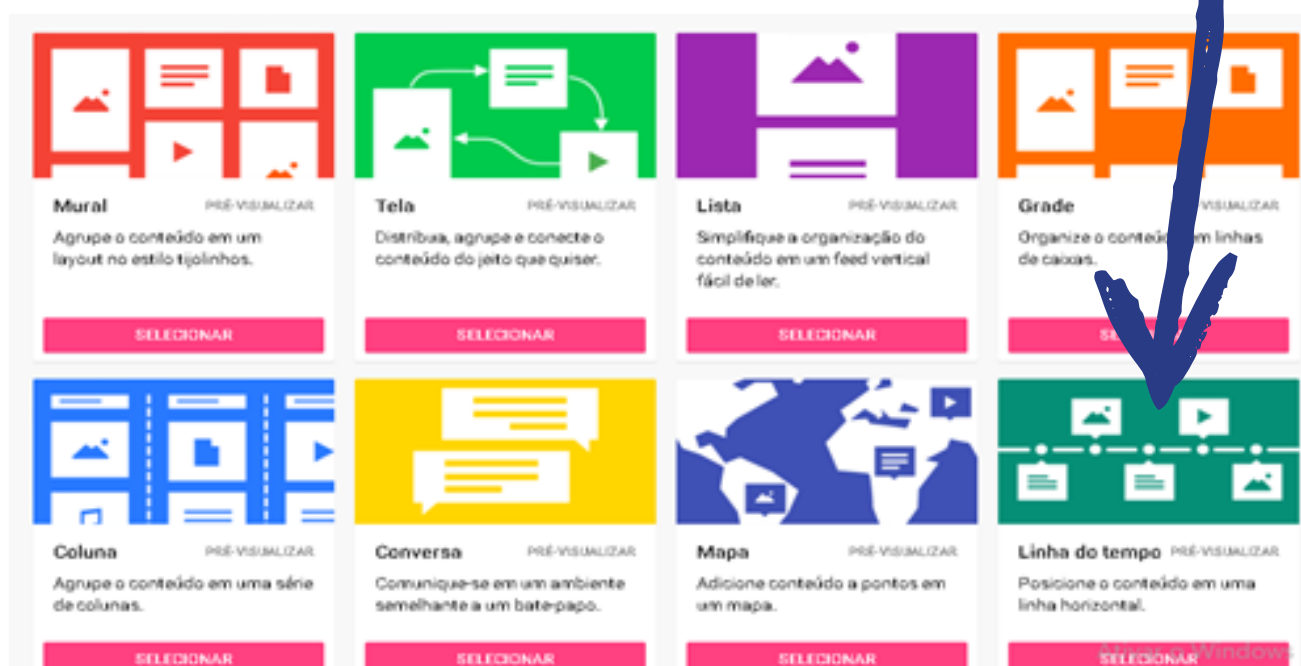 Mural PRÉ-VISUALIZAR
Agrupe o conteúdo em um
layout no estilo tijolinhos.
SELECIONAR
Tela PRÉ-VISUALIZAR
Distribua, agrupe e conecte o
conteúdo do jeito que quiser.
SELECIONAR
Lista PRÉ-VISUALIZAR
Simplifique a organização do
conteúdo em um feed vertical
fácil de ler.
SELECIONAR
Grade VISUALIZAR
Organize o conteúdo em linhas
de caixas.
Coluna PRÉ-VISUALIZAR
Agrupe o conteúdo em uma série
de colunas.
SELECIONAR
Conversa PRÉ-VISUALIZAR
Comunique-se em um ambiente
semelhante a um bate-papo.
SELECIONAR
Mapa PRÉ-VISUALIZAR
Adicione conteúdo a pontos em
um mapa.
SELECIONAR
Linha do tempo PRÉ-VISUALIZAR
Posicione o conteúdo em uma
linha horizontal.
SELECIONAR
Ativar o Windows